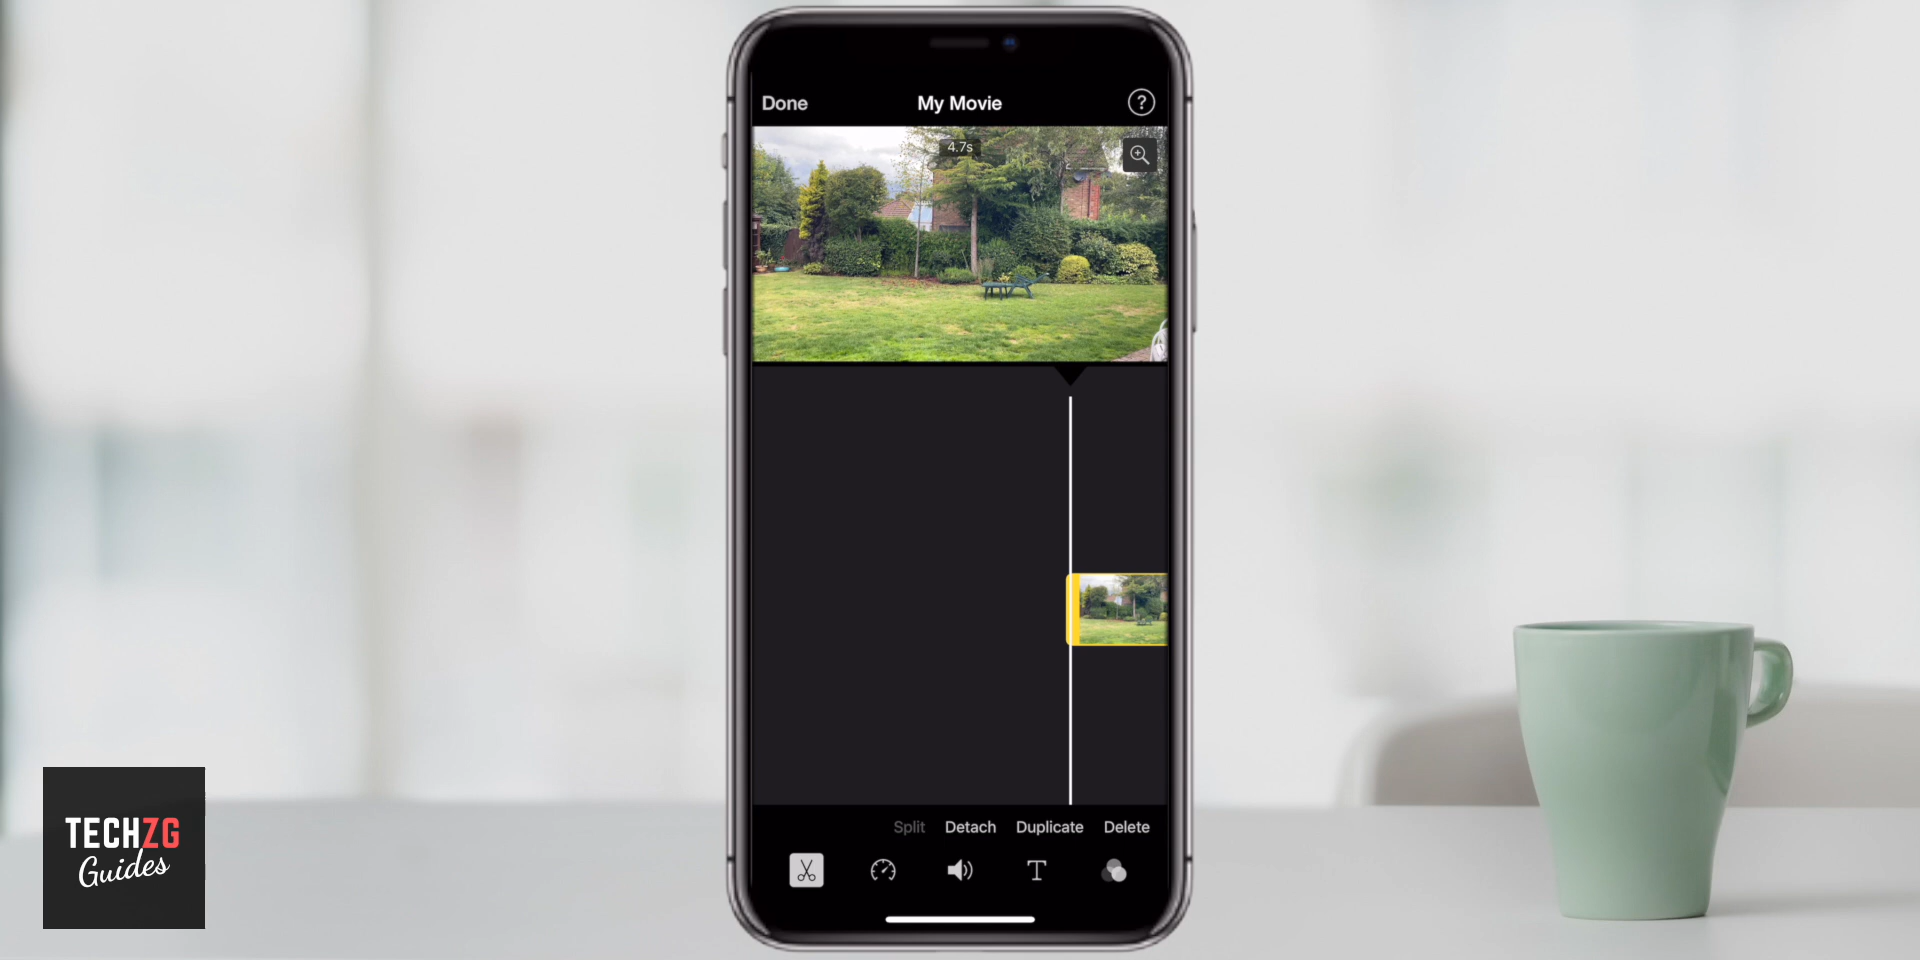 Done
My Movie
?
4.7s
Split
Detach
Duplicate
Delete
T
TECHZG
Guides